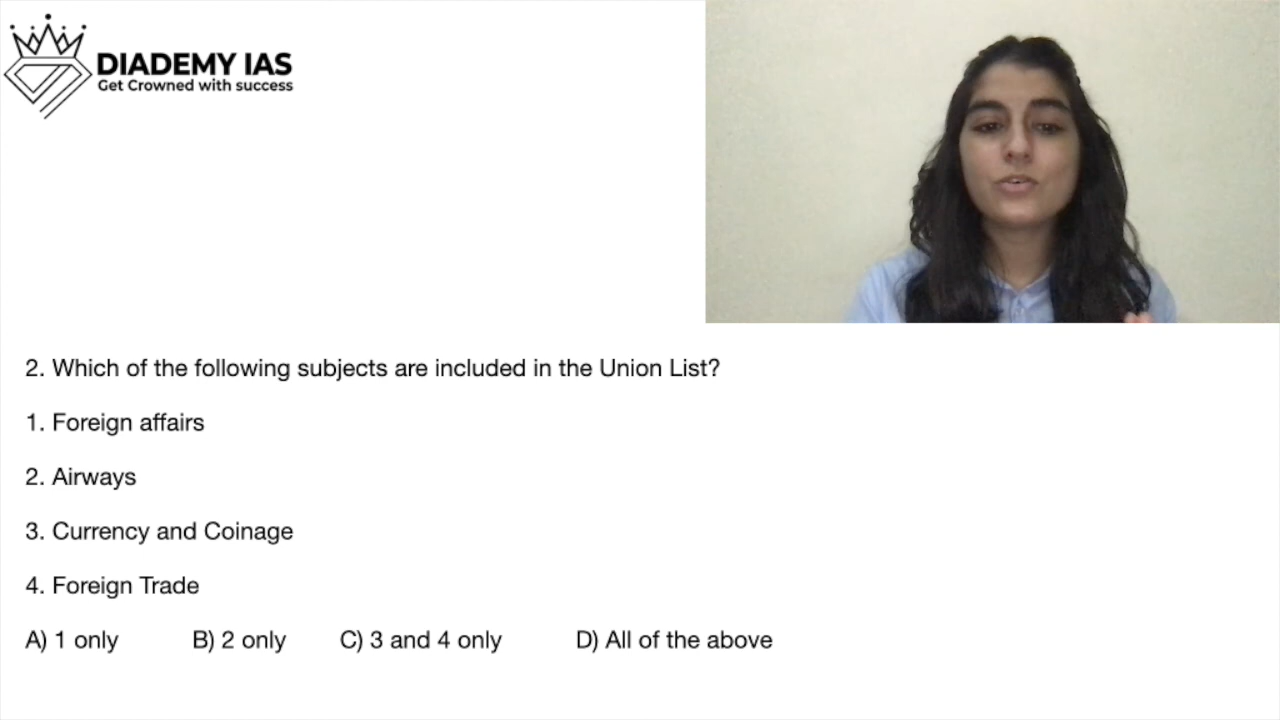 DIADEMY IAS
Get Crowned with success
2. Which of the following subjects are included in the Union List?
1. Foreign affairs
2. Airways
3. Currency and Coinage
4. Foreign Trade
A) 1 only B) 2 only C) 3 and 4 only D) All of the above